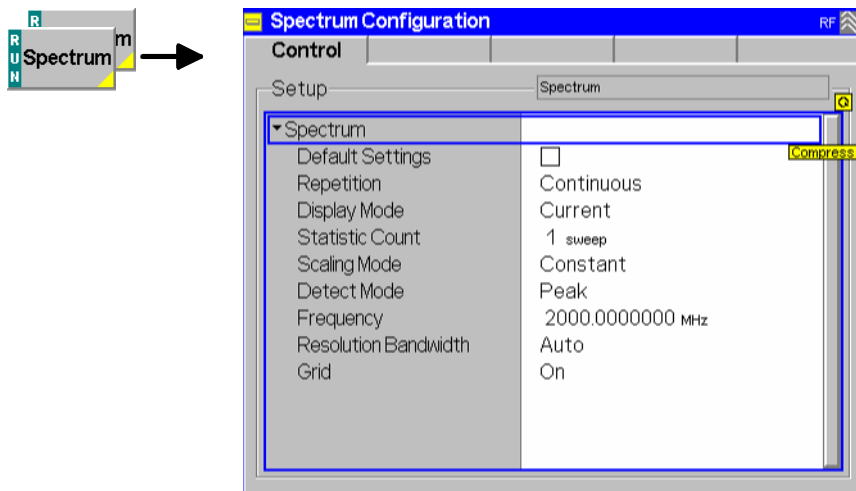 R
m
RUN
Spectrum
Spectrum Configuration
RF
Control
Setup
Spectrum
Spectrum
Compress
Default Settings
Repetition Continuous
Display Mode Current
Statistic Count 1 sweep
Scaling Mode Constant
Detect Mode Peak
Frequency 2000.0000000 MHz
Resolution Bandwidth Auto
Grid On